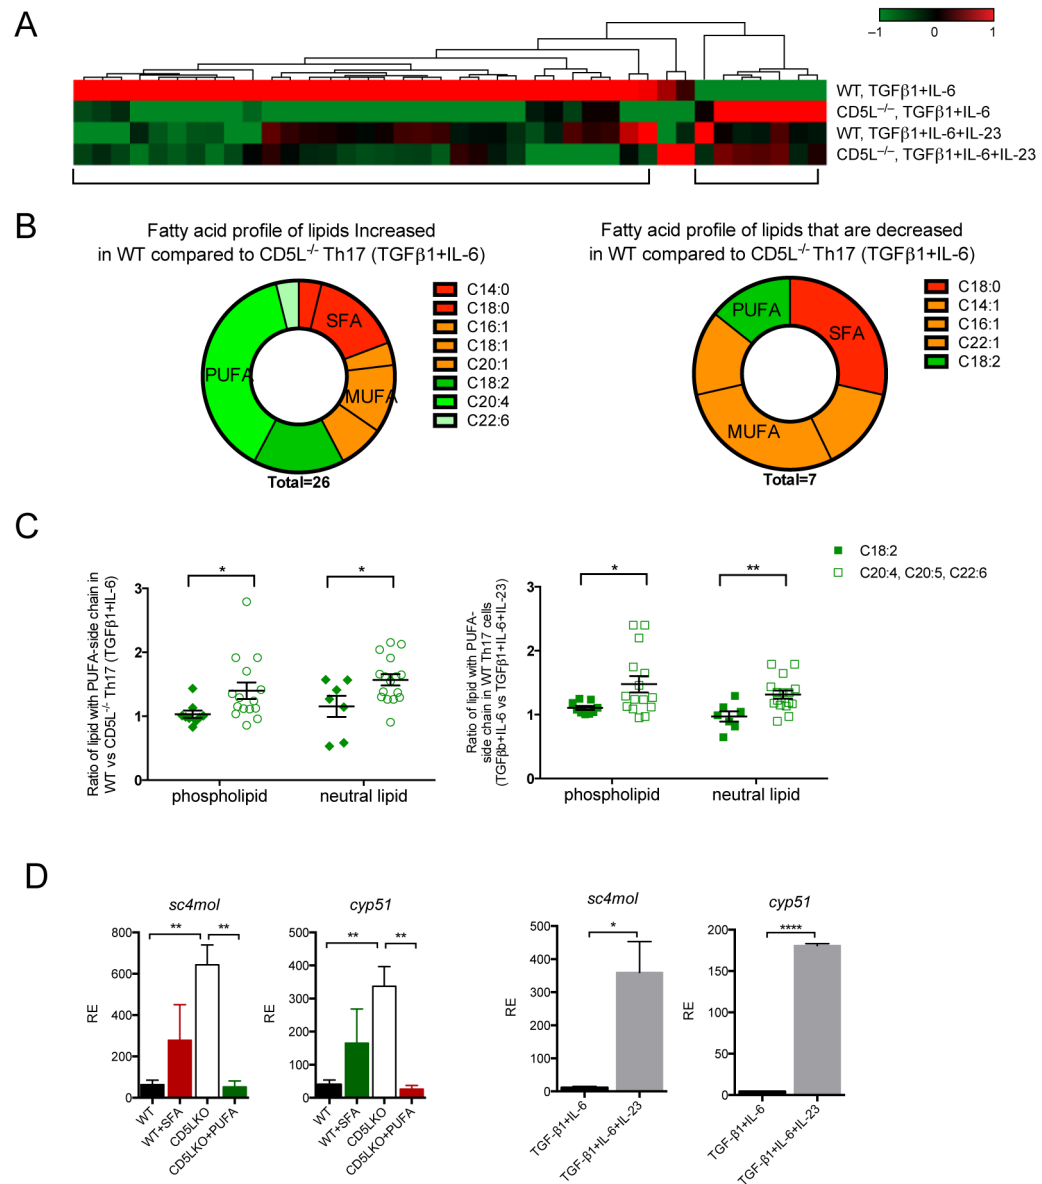 A
–1
0
1
WT, TGFβ1+IL-6
CD5L–/–, TGFβ1+IL-6
WT, TGFβ1+IL-6+IL-23
CD5L–/–, TGFβ1+IL-6+IL-23
B
Fatty acid profile of lipids Increased
in WT compared to CD5L-/- Th17 (TGFβ1+IL-6)
SFA
MUFA
PUFA
Total=26
C14:0
C18:0
C16:1
C18:1
C20:1
C18:2
C20:4
C22:6
Fatty acid profile of lipids that are decreased
in WT compared to CD5L-/- Th17 (TGFβ1+IL-6)
PUFA
SFA
MUFA
Total=7
C18:0
C14:1
C16:1
C22:1
C18:2
C
Ratio of lipid with PUFA-side chain in
WT vs CD5L-/- Th17 (TGFβ1+IL-6)
3
2
1
0
*
*
phospholipid
neutral lipid
Ratio of lipid with PUFA-
side chain in WT Th17 cells
(TGFβb+IL-6 vs TGFβ1+IL-6+IL-23)
3
2
1
0
*
**
phospholipid
neutral lipid
C18:2
C20:4, C20:5, C22:6
D
sc4mol
RE
800
600
400
200
0
**
**
WT
WT+SFA
CD5LKO
CD5LKO+PUFA
cyp51
RE
500
400
300
200
100
0
**
**
WT
WT+SFA
CD5LKO
CD5LKO+PUFA
sc4mol
RE
500
400
300
200
100
0
*
TGF-β1+IL-6
TGF-β1+IL-6+IL-23
cyp51
RE
200
150
100
50
0
****
TGF-β1+IL-6
TGF-β1+IL-6+IL-23